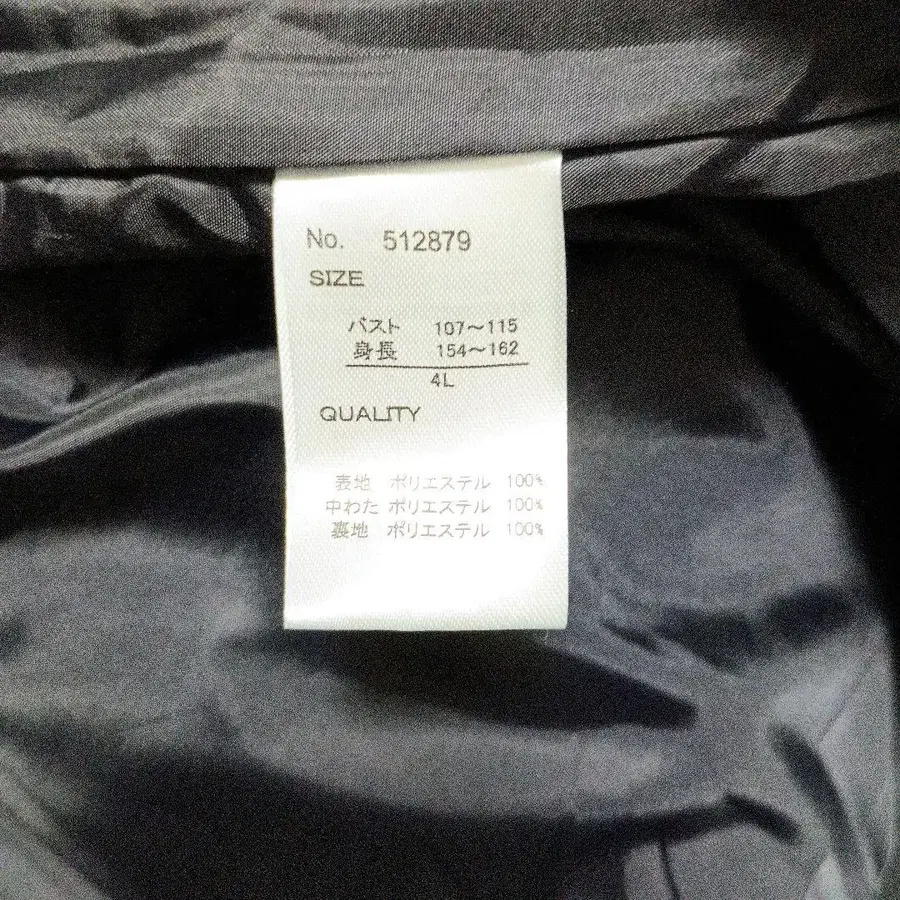 No. 512879
SIZE
バスト 107～115
身長 154～162
4L
QUALITY
表地 ポリエステル 100%
中わた ポリエステル 100%
裏地 ポリエステル 100%